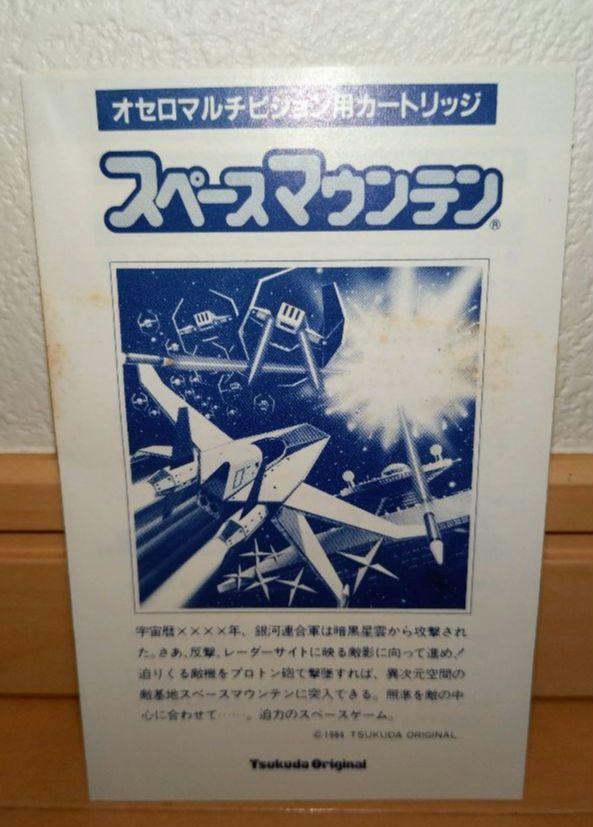 オセロマルチビジョン用カートリッジ
スペースマウンテン®
宇宙暦××××年、銀河連合軍は暗黒星雲から攻撃され
た。さあ、反撃、レーダーサイトに映る敵影に向って進め!
迫りくる敵機をプロトン砲で撃墜すれば、異次元空間の
敵基地スペースマウンテンに突入できる。照準を敵の中
心に合わせて……。迫力のスペースゲーム。
©1984 TSUKUDA ORIGINAL
Tsukuda Original